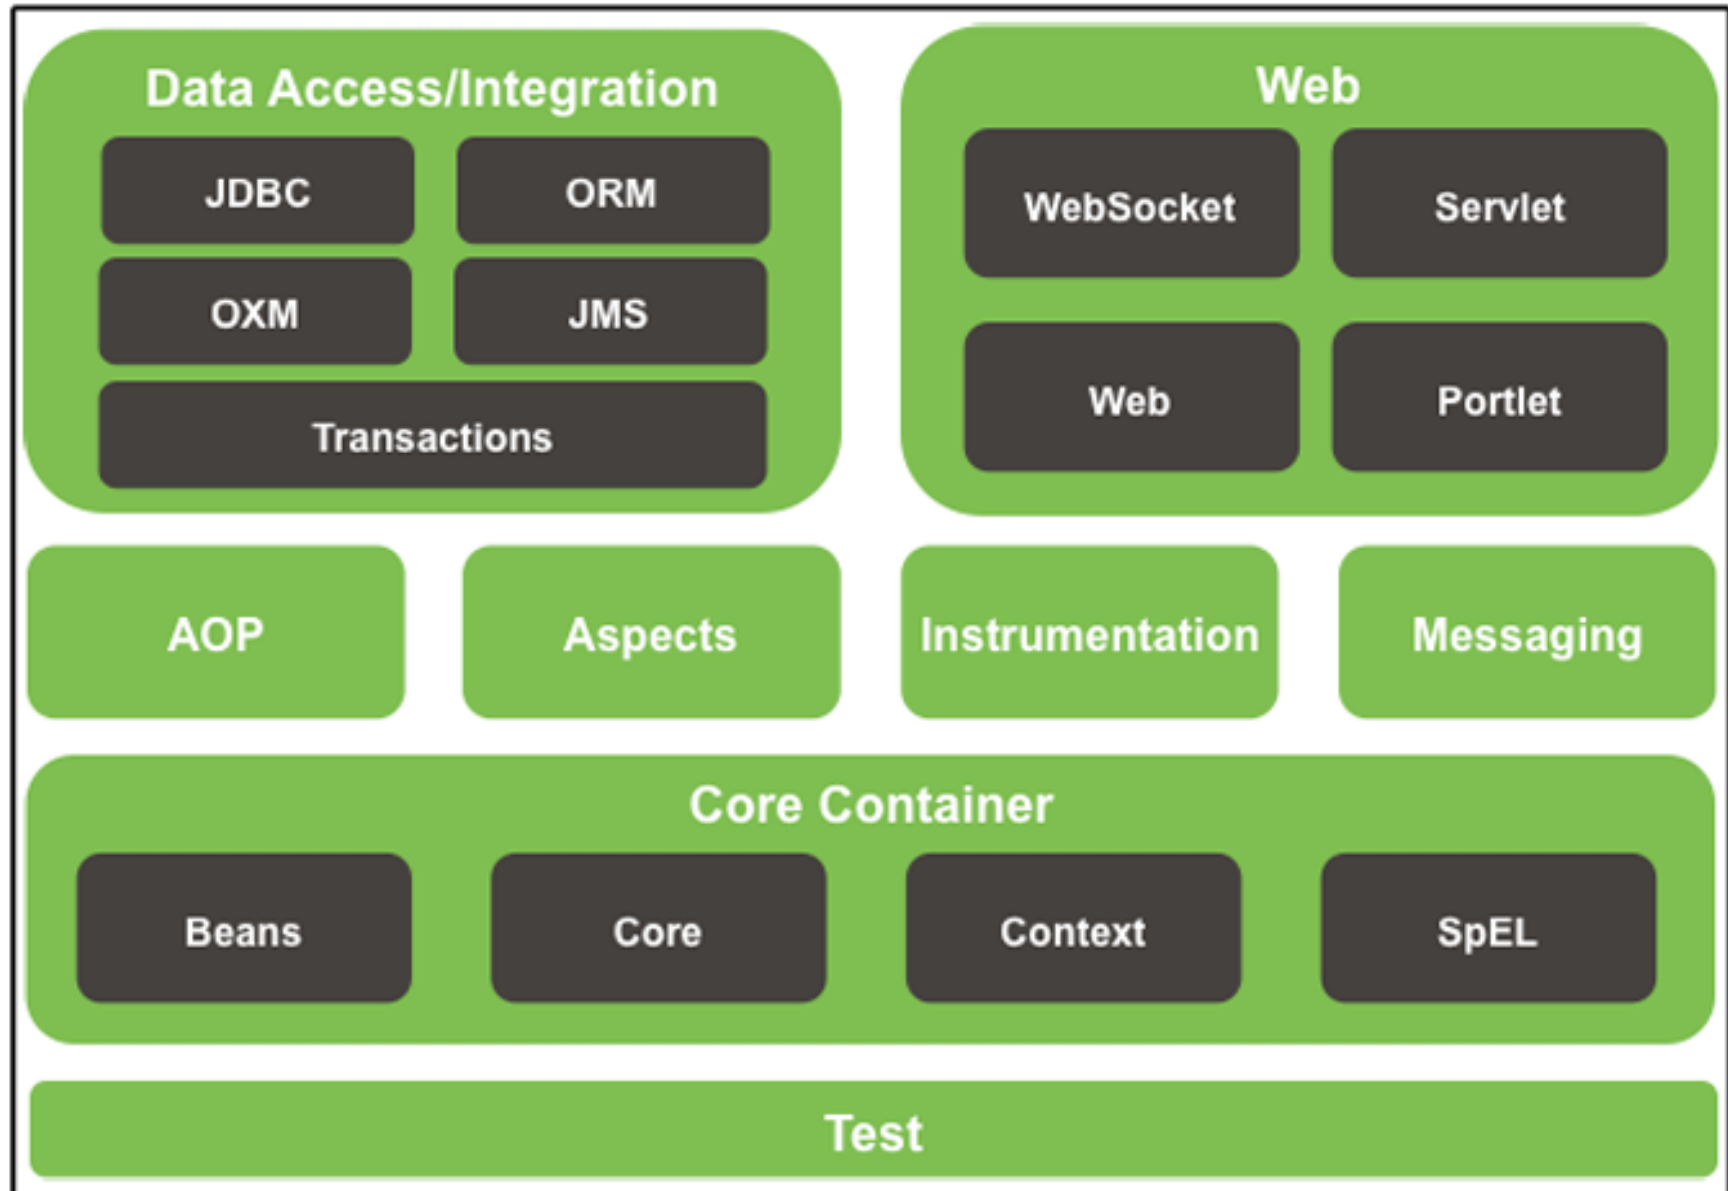 Data Access/Integration
JDBC
ORM
OXM
JMS
Transactions
Web
WebSocket
Servlet
Web
Portlet
AOP
Aspects
Instrumentation
Messaging
Core Container
Beans
Core
Context
SpEL
Test